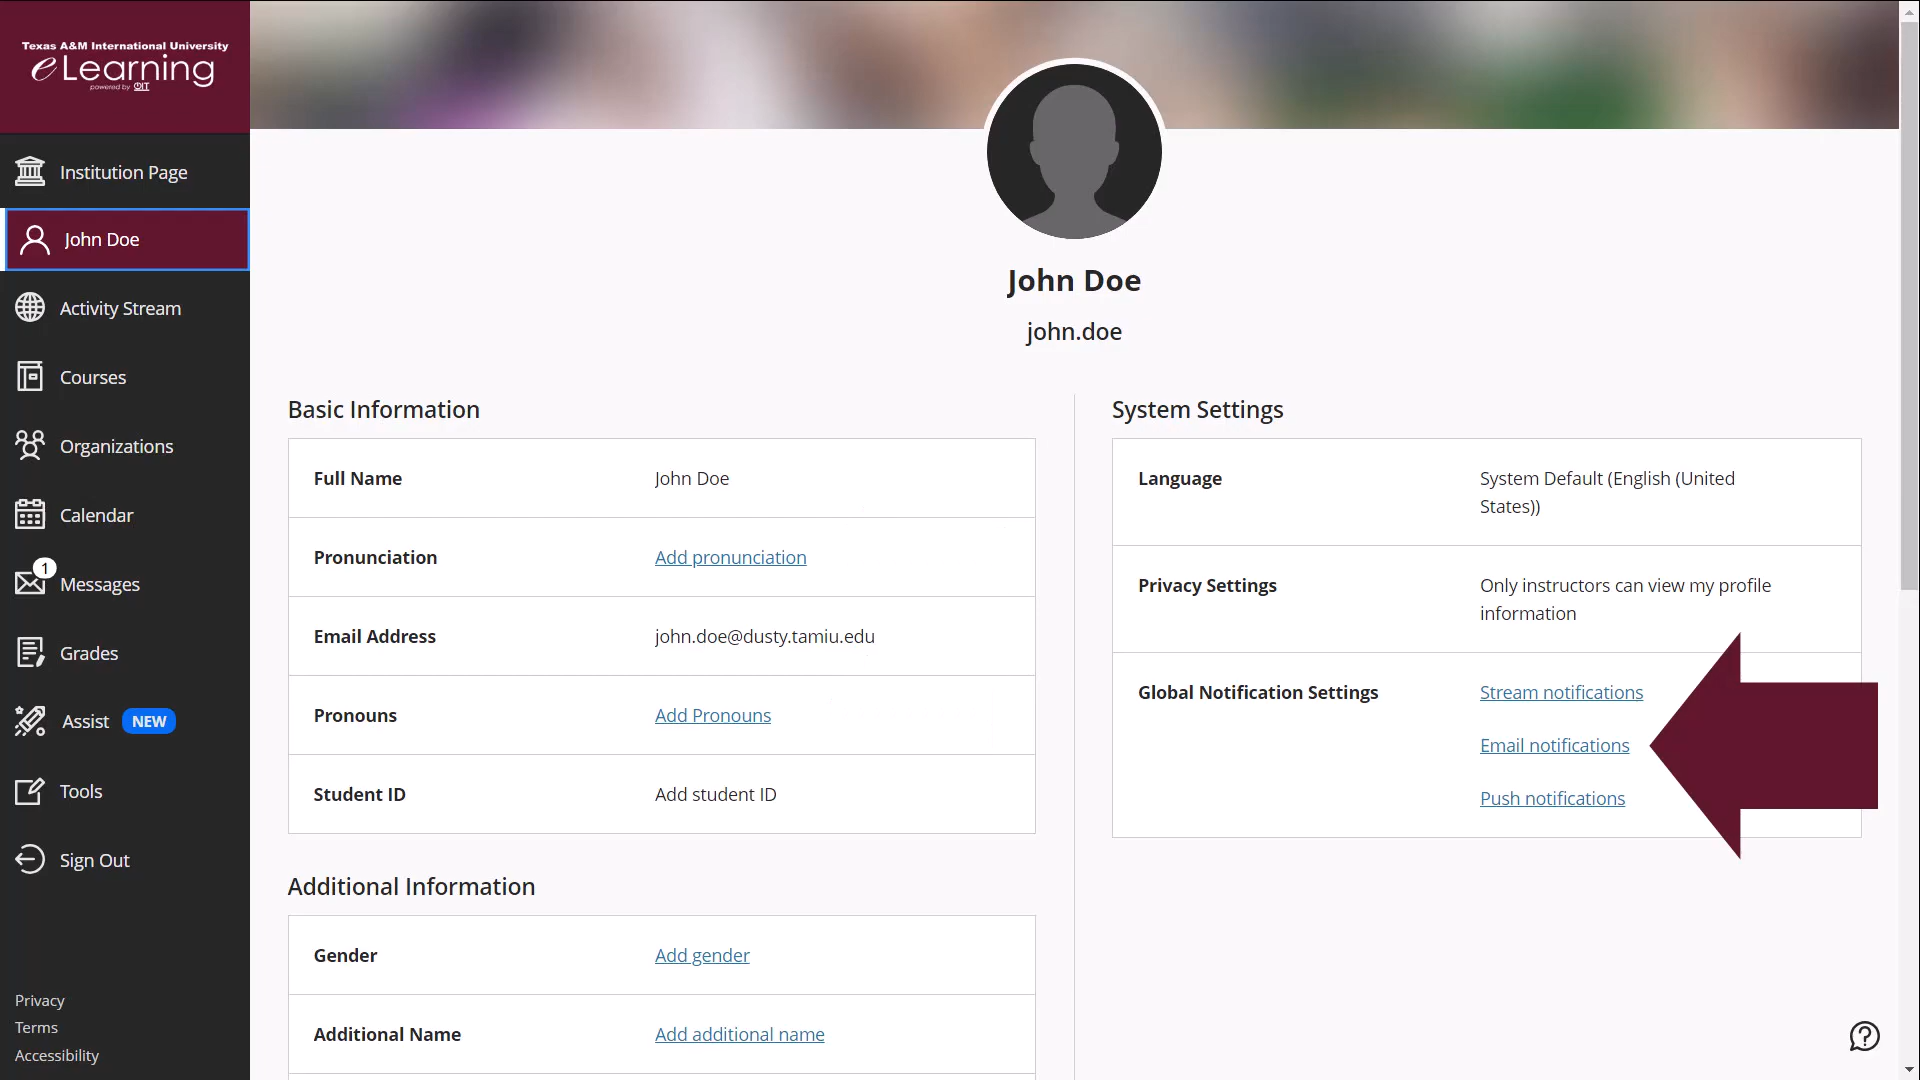 Texas A&M International University
eLearning
powered by OIT
Institution Page
John Doe
Activity Stream
Courses
Organizations
Calendar
1
Messages
Grades
Assist NEW
Tools
Sign Out
Privacy
Terms
Accessibility
John Doe
john.doe
Basic Information
Full Name John Doe
Pronunciation Add pronunciation
Email Address john.doe@dusty.tamiu.edu
Pronouns Add Pronouns
Student ID Add student ID
Additional Information
Gender Add gender
Additional Name Add additional name
System Settings
Language System Default (English (United
States))
Privacy Settings Only instructors can view my profile
information
Global Notification Settings Stream notifications
Email notifications
Push notifications